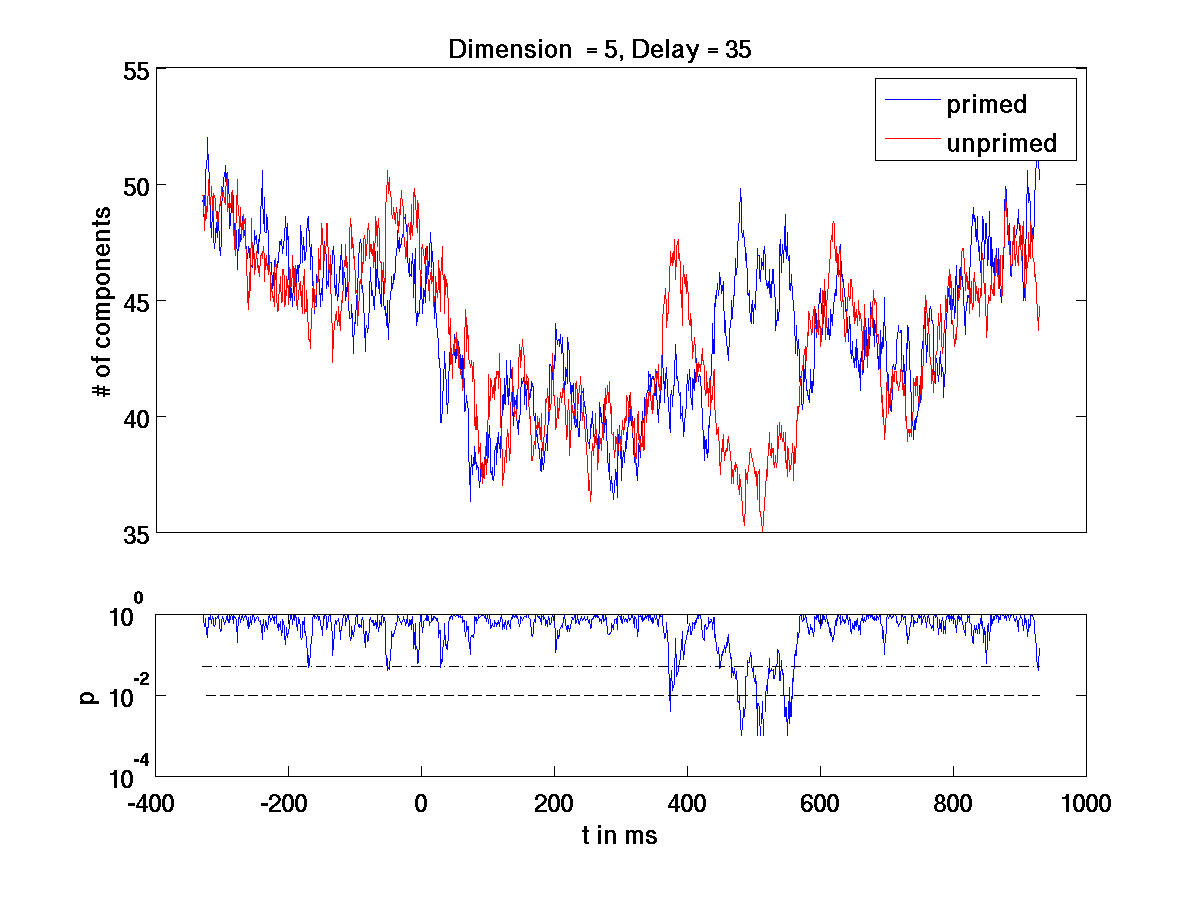 Dimension = 5, Delay = 35
55
50
45
40
35
# of components
primed
unprimed
10^0
10^-2
10^-4
p
-400 -200 0 200 400 600 800 1000
t in ms